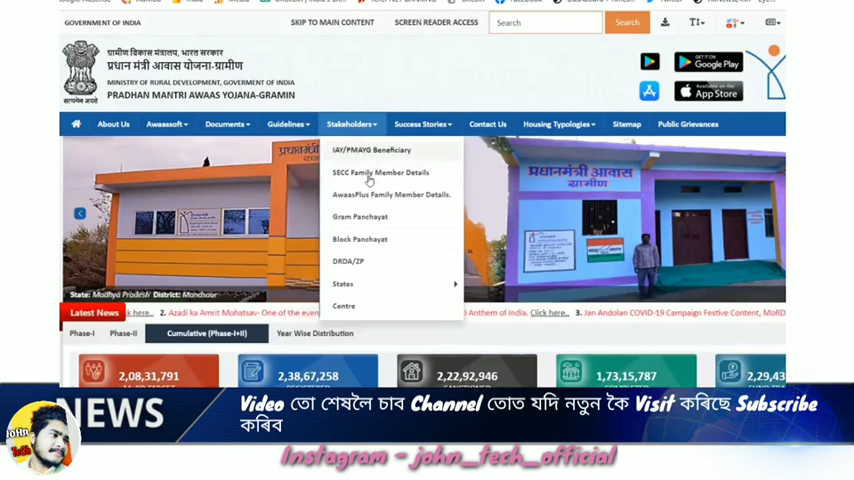 GOVERNMENT OF INDIA
SKIP TO MAIN CONTENT
SCREEN READER ACCESS
Search
Search
ग्रामीण विकास मंत्रालय, भारत सरकार
प्रधान मंत्री आवास योजना-ग्रामीण
MINISTRY OF RURAL DEVELOPMENT, GOVERNMENT OF INDIA
PRADHAN MANTRI AWAAS YOJANA-GRAMIN
Google Play
App Store
About Us
Awaassoft
Documents
Guidelines
Stakeholders
Success Stories
Contact Us
Housing Typologies
Sitemap
Public Grievances
IAY/PMAYG Beneficiary
SECC Family Member Details
AwaasPlus Family Member Details.
Gram Panchayat
Block Panchayat
DRDA/ZP
States
Centre
प्रधानमंत्री आवास
ग्रामीण
State: Madhya Pradesh District: Mandsaur
Latest News
k here.. 2. Azadi ka Amrit Mohatsav- One of the even
l Anthem of India. Click here.. 3. Jan Andolan COVID-19 Campaign Festive Content, MoRD
Phase-I
Phase-II
Cumulative (Phase-I+II)
Year Wise Distribution
2,08,31,791
2,38,67,258
2,22,92,946
1,73,15,787
2,29,43
NEWS
Video তো শেষলৈ চাব Channel তোত যদি নতুন কৈ Visit কৰিছে Subscribe
কৰিব
JOHN
Tech
Instagram - john_tech_official